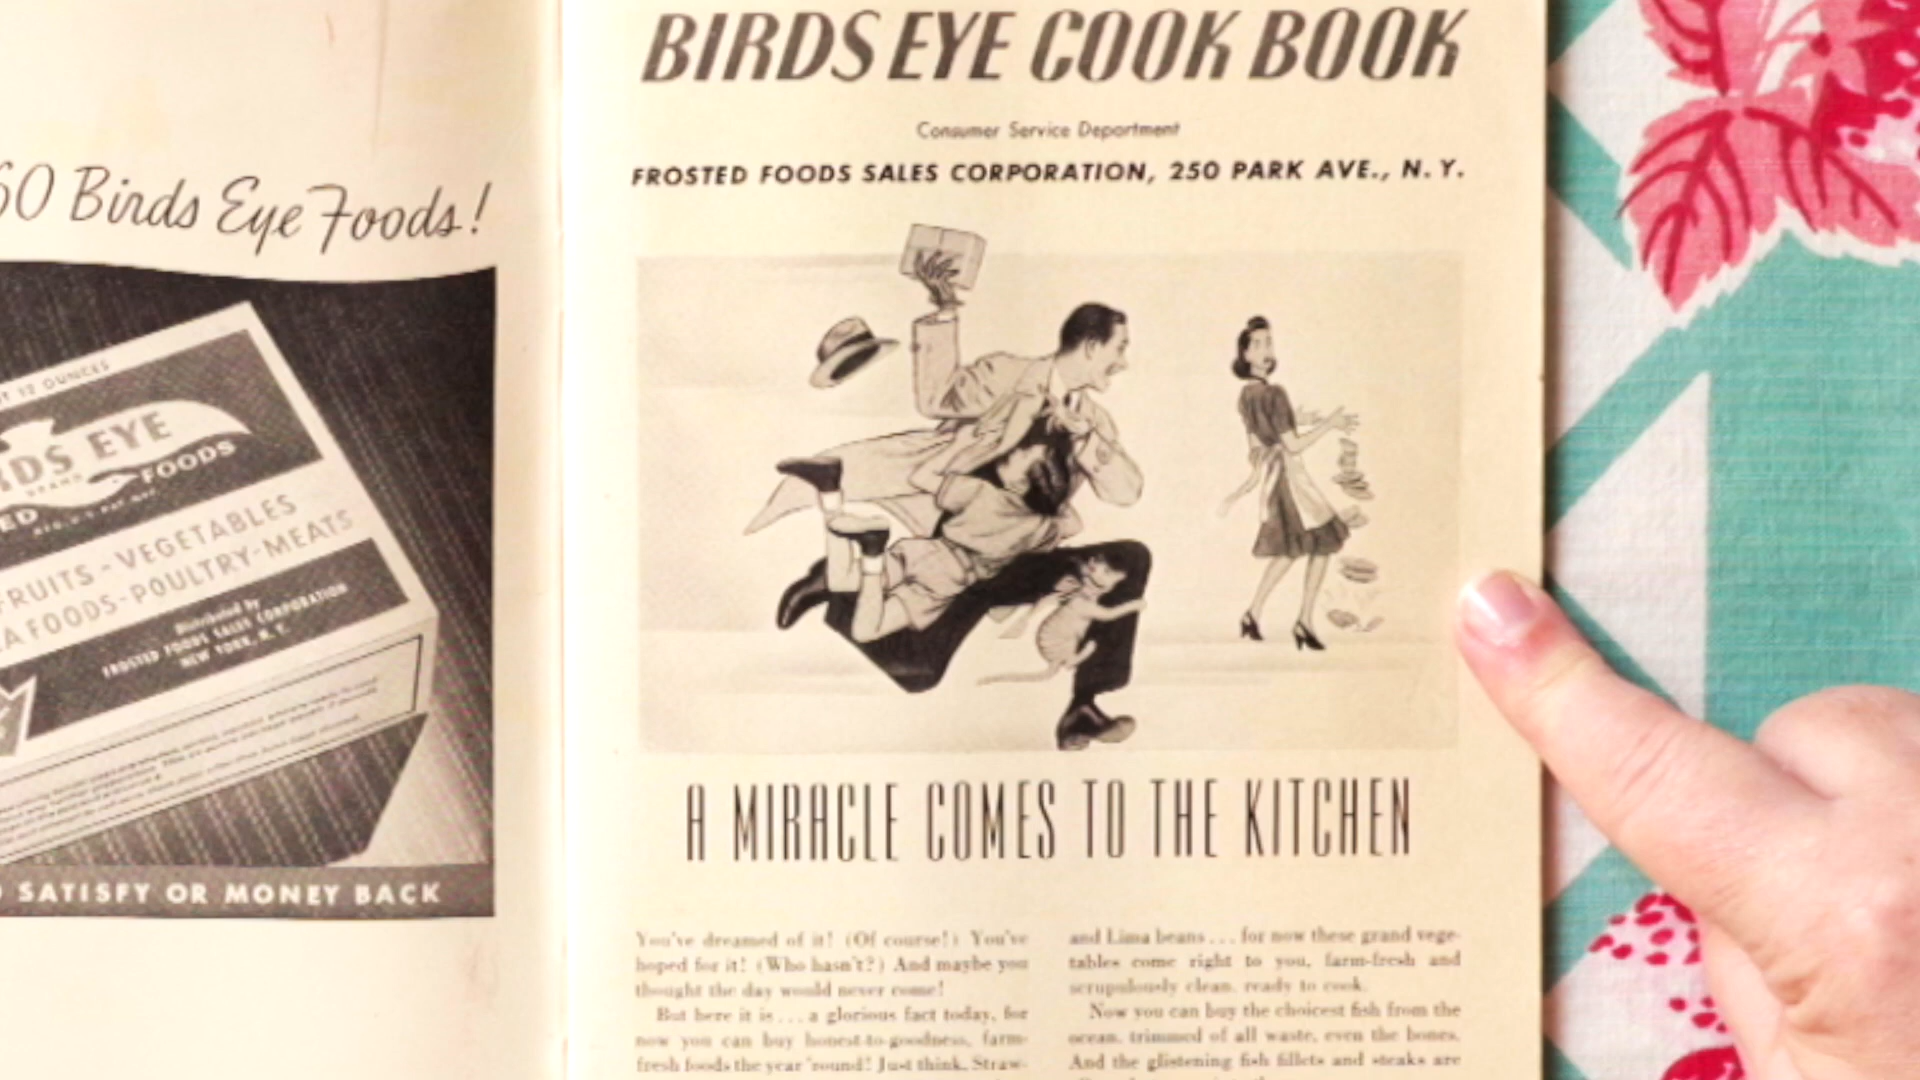 60 Birds Eye Foods!
12 OUNCES
RDS EYE
BRAND
FOODS
ED
FRUITS - VEGETABLES
A FOODS - POULTRY - MEATS
Distributed by
FROSTED FOODS SALES CORPORATION
NEW YORK, N. Y.
SATISFY OR MONEY BACK
BIRDS EYE COOK BOOK
Consumer Service Department
FROSTED FOODS SALES CORPORATION, 250 PARK AVE., N. Y.
A MIRACLE COMES TO THE KITCHEN
You've dreamed of it! (Of course!) You've
hoped for it! (Who hasn't?) And maybe you
thought the day would never come!
But here it is . . . a glorious fact today, for
now you can buy honest-to-goodness, farm-
fresh foods the year 'round! Just think, Straw-
and Lima beans . . . for now these grand vege-
tables come right to you, farm-fresh and
scrupulously clean, ready to cook.
Now you can buy the choicest fish from the
ocean, trimmed of all waste, even the bones.
And the glistening fish fillets and steaks are